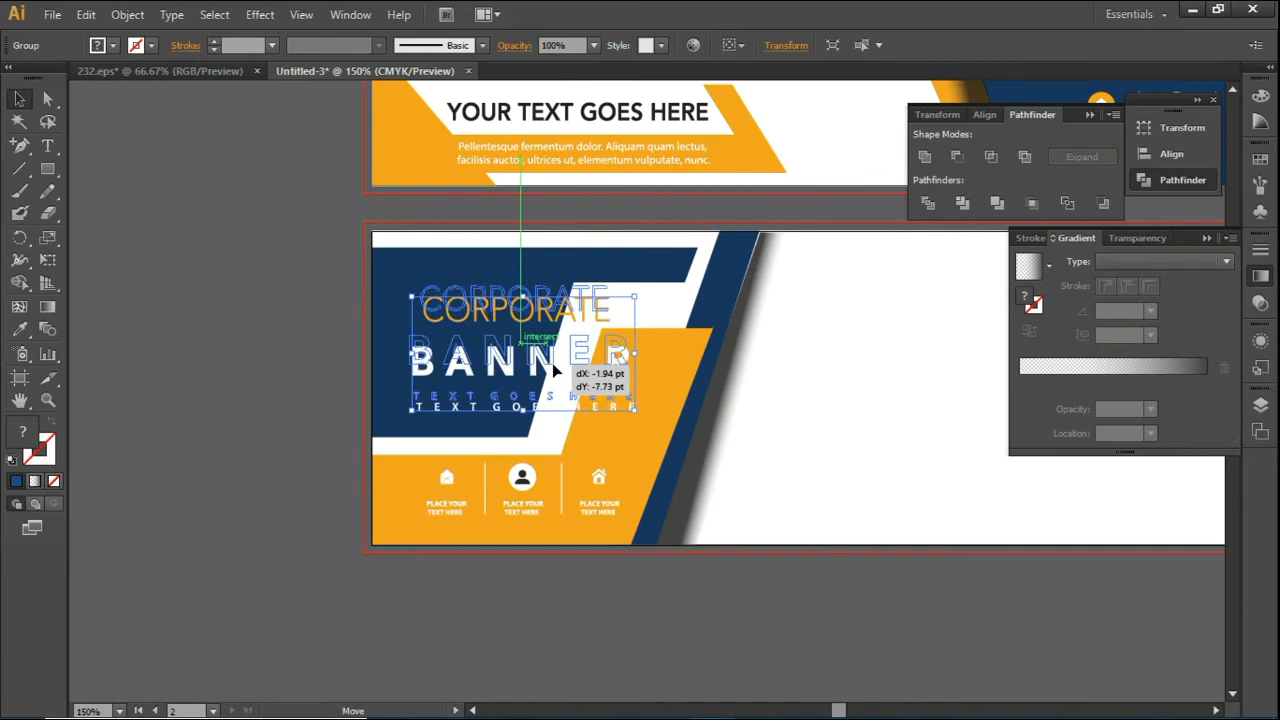 Ai File Edit Object Type Select Effect View Window Help Br Essentials
Group Stroke: Basic Opacity: 100% Style: Transform
232.eps* @ 66.67% (RGB/Preview) × Untitled-3* @ 150% (CMYK/Preview) ×
YOUR TEXT GOES HERE
Pellentesque fermentum dolor. Aliquam quam lectus,
facilisis auctor, ultrices ut, elementum vulputate, nunc.
CORPORATE
BANNER
TEXT GOES HERE
intersect
dX: -1.94 pt
dY: -7.73 pt
PLACE YOUR
TEXT HERE
PLACE YOUR
TEXT HERE
PLACE YOUR
TEXT HERE
Transform Align Pathfinder
Shape Modes:
Expand
Pathfinders:
Transform
Align
Pathfinder
Stroke Gradient Transparency
Type:
Stroke:
Opacity:
Location:
150% 2 Move